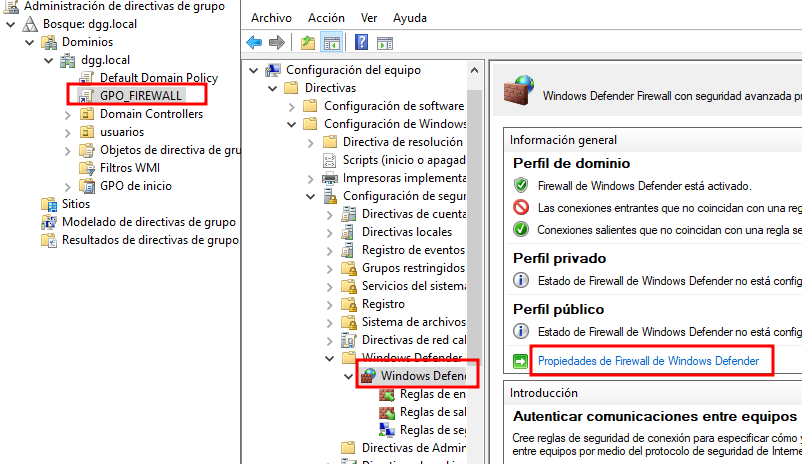 Administración de directivas de grupo
Bosque: dgg.local
Dominios
dgg.local
Default Domain Policy
GPO_FIREWALL
Domain Controllers
usuarios
Objetos de directiva de gru
Filtros WMI
GPO de inicio
Sitios
Modelado de directivas de grupo
Resultados de directivas de grupo
Archivo Acción Ver Ayuda
Configuración del equipo
Directivas
Configuración de software
Configuración de Windows
Directiva de resolución
Scripts (inicio o apagad
Impresoras implementa
Configuración de segur
Directivas de cuenta
Directivas locales
Registro de eventos
Grupos restringidos
Servicios del sistema
Registro
Sistema de archivos
Directivas de red cal
Windows Defender
Windows Defen
Reglas de en
Reglas de sal
Reglas de se
Directivas de Admin
Windows Defender Firewall con seguridad avanzada pr
Información general
Perfil de dominio
Firewall de Windows Defender está activado.
Las conexiones entrantes que no coincidan con una reg
Conexiones salientes que no coincidan con una regla se
Perfil privado
Estado de Firewall de Windows Defender no está config
Perfil público
Estado de Firewall de Windows Defender no está config
Propiedades de Firewall de Windows Defender
Introducción
Autenticar comunicaciones entre equipos
Cree reglas de seguridad de conexión para especificar cómo y
entre equipos por medio del protocolo de seguridad de Interne